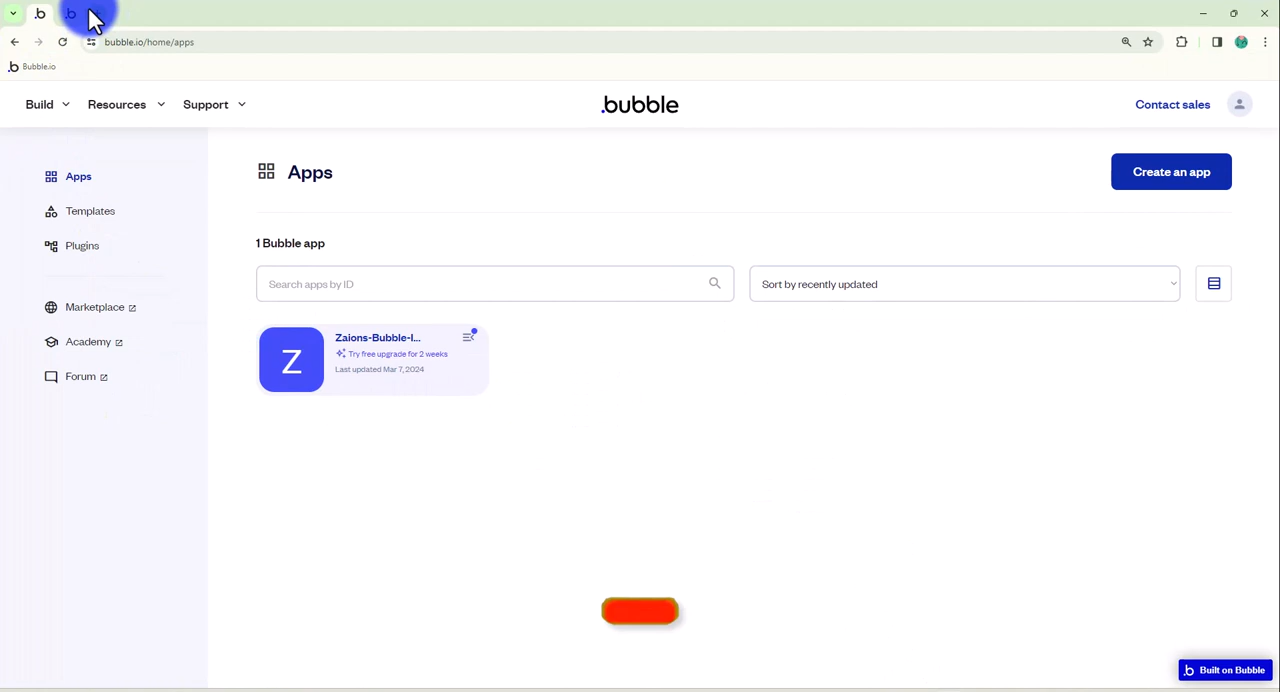 bubble.io/home/apps
Bubble.io
Build
Resources
Support
.bubble
Contact sales
Apps
Templates
Plugins
Marketplace
Academy
Forum
Apps
Create an app
1 Bubble app
Search apps by ID
Sort by recently updated
Z
Zaions-Bubble-I...
Try free upgrade for 2 weeks
Last updated Mar 7, 2024
Built on Bubble